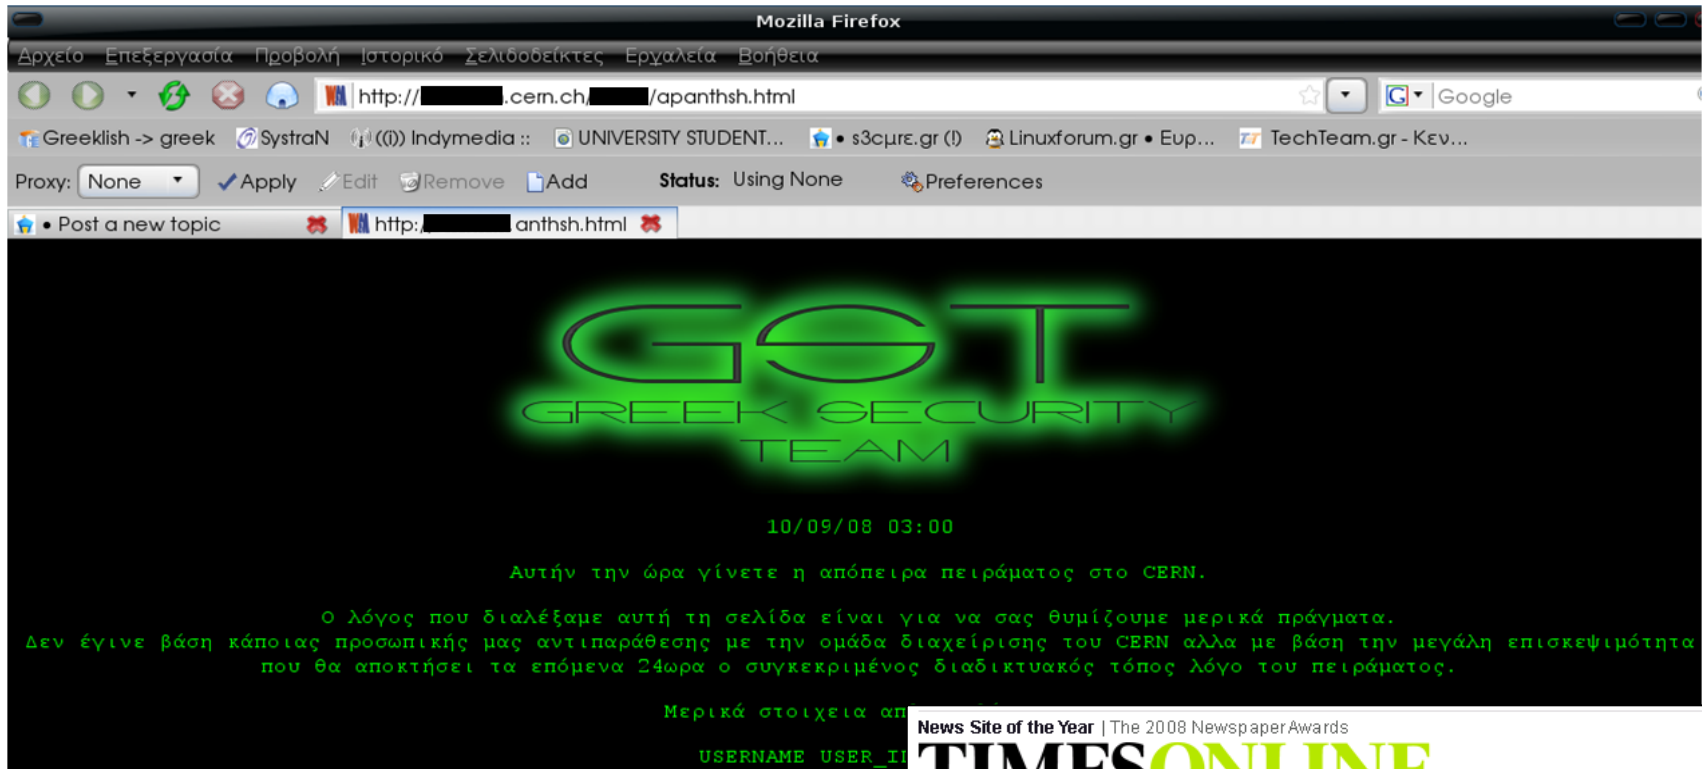 Mozilla Firefox
Αρχείο Επεξεργασία Προβολή Ιστορικό Σελιδοδείκτες Εργαλεία Βοήθεια
http:// .cern.ch/ /apanthsh.html Google
Greeklish -> greek SystraN ((i)) Indymedia :: UNIVERSITY STUDENT... • s3cμrε.gr (!) Linuxforum.gr • Ευρ... TechTeam.gr - Κεν...
Proxy: None Apply Edit Remove Add Status: Using None Preferences
• Post a new topic http:/ anthsh.html
GST
GREEK SECURITY
TEAM
10/09/08 03:00
Αυτήν την ώρα γίνετε η απόπειρα πειράματος στο CERN.
Ο λόγος που διαλέξαμε αυτή τη σελίδα είναι για να σας θυμίζουμε μερικά πράγματα.
Δεν έγινε βάση κάποιας προσωπικής μας αντιπαράθεσης με την ομάδα διαχείρισης του CERN αλλα με βάση την μεγάλη επισκεψιμότητα
που θα αποκτήσει τα επόμενα 24ωρα ο συγκεκριμένος διαδικτυακός τόπος λόγο του πειράματος.
Μερικά στοιχεια
USERNAME
News Site of the Year | The 2008 Newspaper Awards
TIMESONLINE